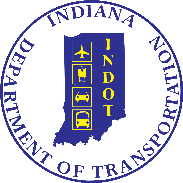 INDIANA
DEPARTMENT OF TRANSPORTATION
INDOT